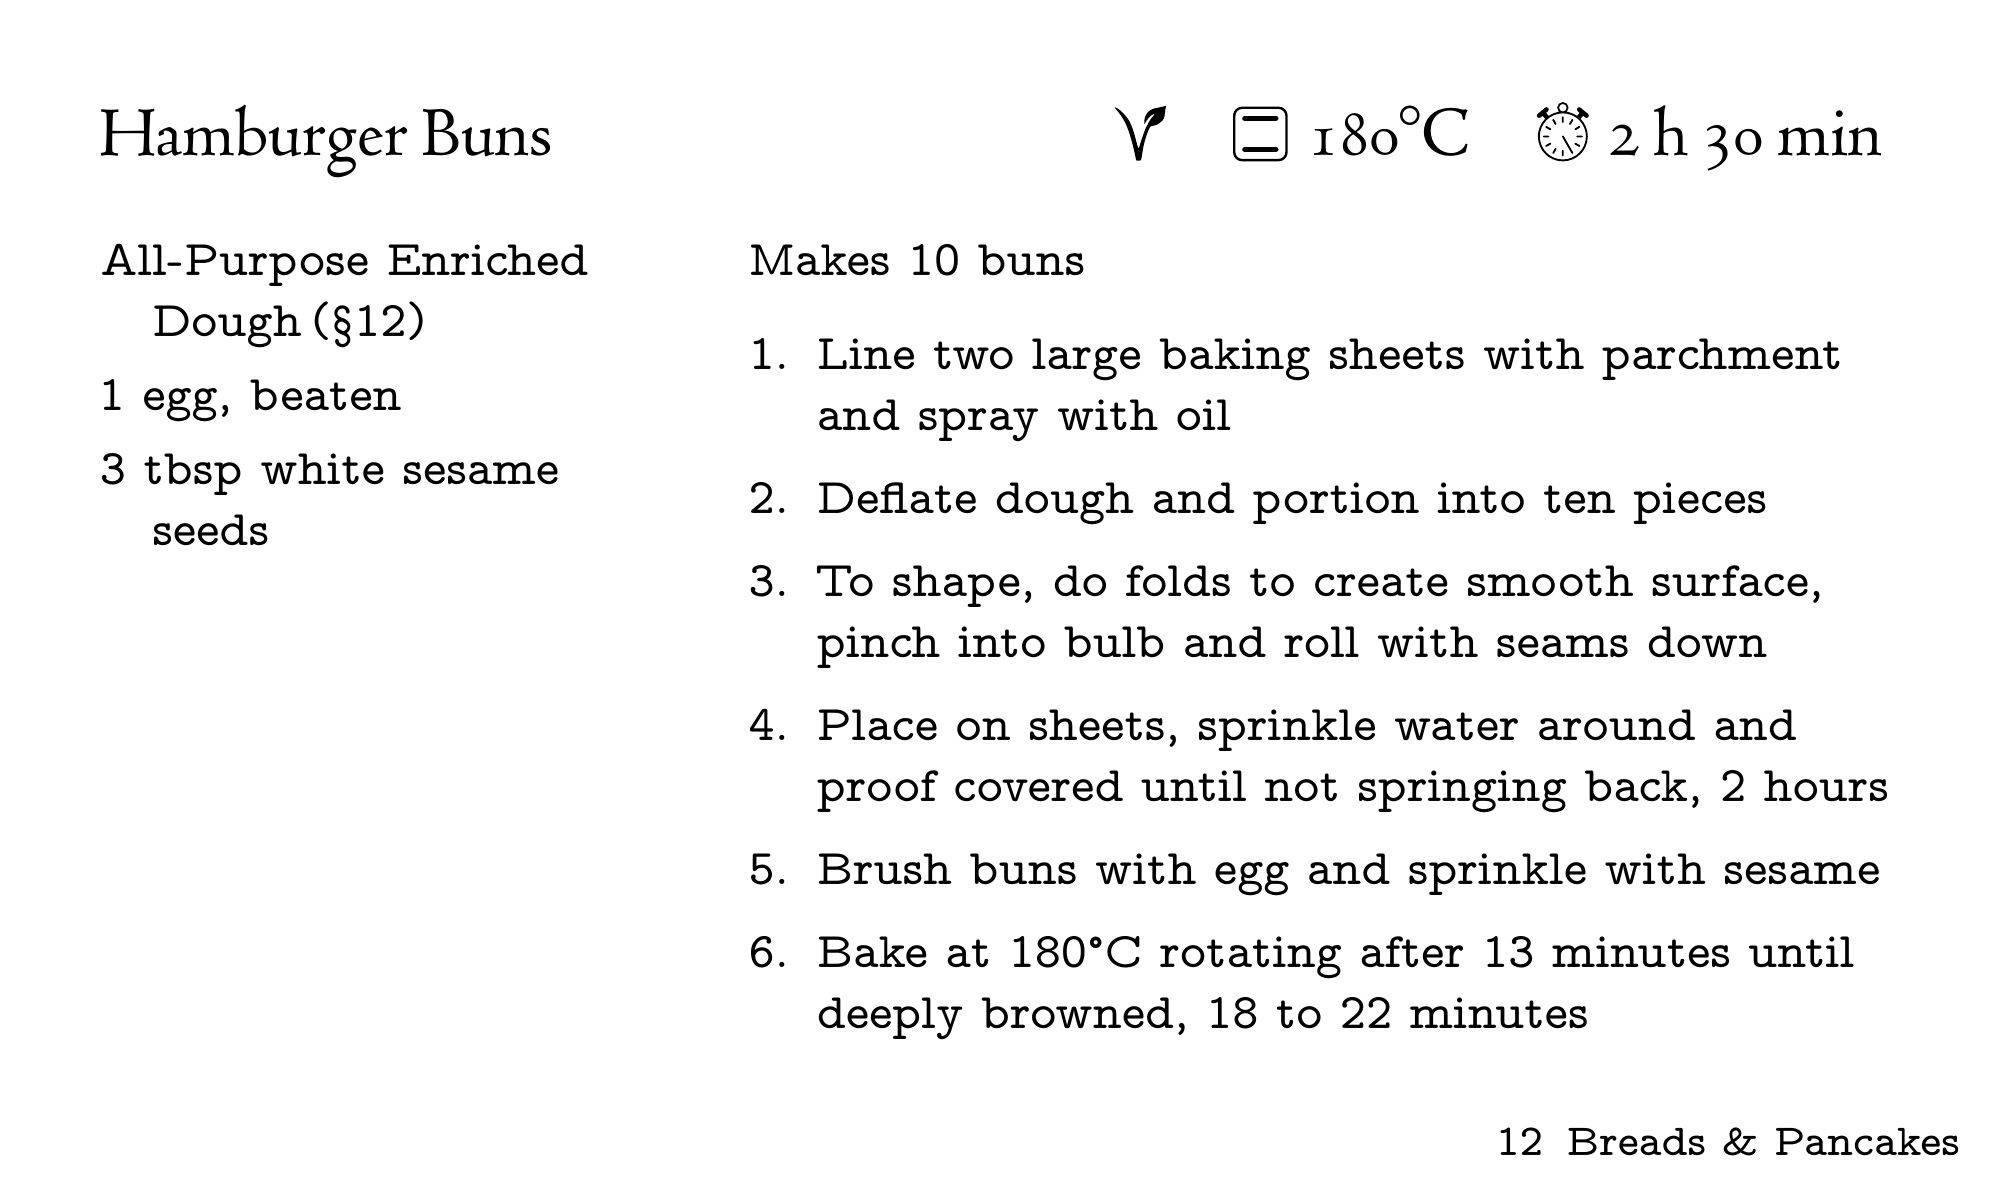 Hamburger Buns
180°C 2 h 30 min
All-Purpose Enriched
Dough (§12)
1 egg, beaten
3 tbsp white sesame
seeds
Makes 10 buns
1. Line two large baking sheets with parchment
and spray with oil
2. Deflate dough and portion into ten pieces
3. To shape, do folds to create smooth surface,
pinch into bulb and roll with seams down
4. Place on sheets, sprinkle water around and
proof covered until not springing back, 2 hours
5. Brush buns with egg and sprinkle with sesame
6. Bake at 180°C rotating after 13 minutes until
deeply browned, 18 to 22 minutes
12 Breads & Pancakes